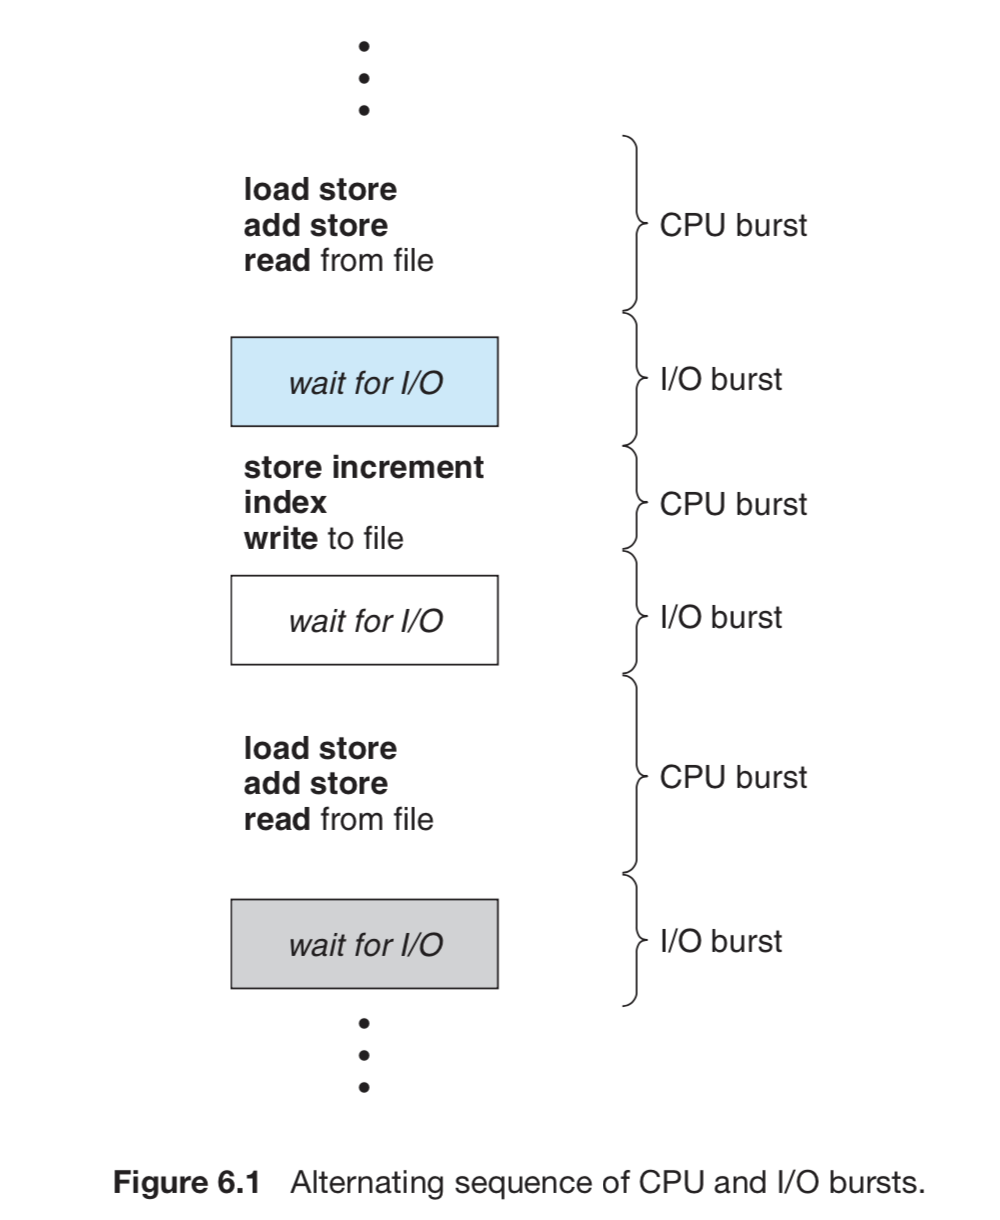 load store
add store
read from file
CPU burst
wait for I/O
I/O burst
store increment
index
write to file
CPU burst
wait for I/O
I/O burst
load store
add store
read from file
CPU burst
wait for I/O
I/O burst
Figure 6.1 Alternating sequence of CPU and I/O bursts.